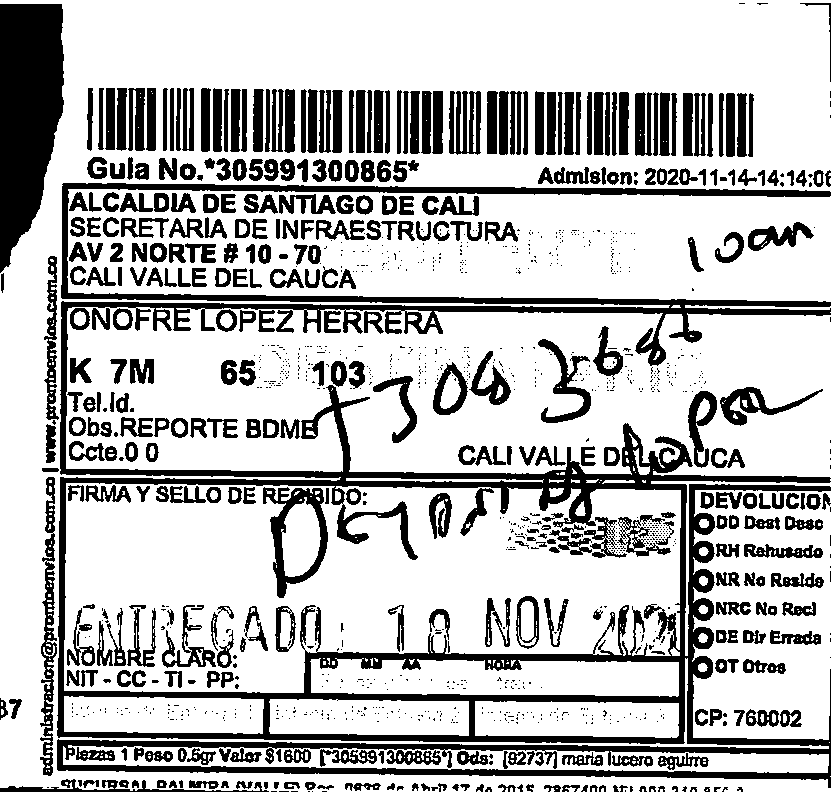 Guia No.*305991300865*
Admision: 2020-11-14-14:14:06
ALCALDIA DE SANTIAGO DE CALI
SECRETARIA DE INFRAESTRUCTURA
AV 2 NORTE # 10 - 70
CALI VALLE DEL CAUCA
10am
ONOFRE LOPEZ HERRERA
K 7M 65 103
Tel.Id.
Obs.REPORTE BDME
Ccte.0 0
CALI VALLE DEL CAUCA
www.prontoenvios.com.co
administracion@prontoenvios.com.co
FIRMA Y SELLO DE RECIBIDO:
ENTREGADO 18 NOV 202
NOMBRE CLARO:
NIT - CC - TI - PP:
DD MM AA HORA
DEVOLUCION
DD Dest Desc
RH Rehusado
NR No Reside
NRC No Recl
DE Dir Errada
OT Otros
CP: 760002
37
Piezas 1 Peso 0.5gr Valor $1600 [*305991300865*] Ods: [92737] maria lucero aguirre